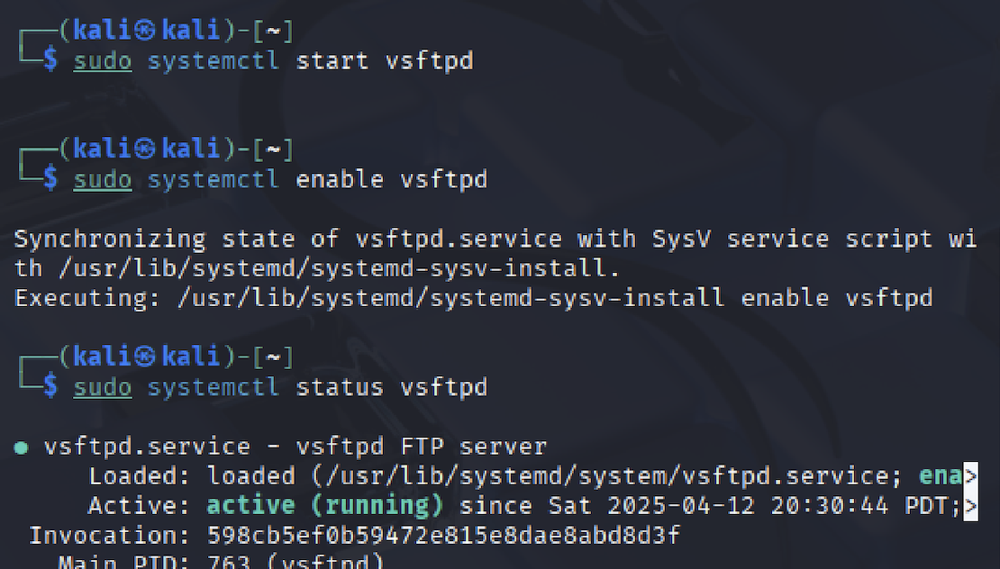 ┌──(kali㉿kali)-[~]
└─$ sudo systemctl start vsftpd
┌──(kali㉿kali)-[~]
└─$ sudo systemctl enable vsftpd
Synchronizing state of vsftpd.service with SysV service script wi
th /usr/lib/systemd/systemd-sysv-install.
Executing: /usr/lib/systemd/systemd-sysv-install enable vsftpd
┌──(kali㉿kali)-[~]
└─$ sudo systemctl status vsftpd
● vsftpd.service - vsftpd FTP server
Loaded: loaded (/usr/lib/systemd/system/vsftpd.service; ena>
Active: active (running) since Sat 2025-04-12 20:30:44 PDT;>
Invocation: 598cb5ef0b59472e815e8dae8abd8d3f
Main PID: 763 (vsftpd)